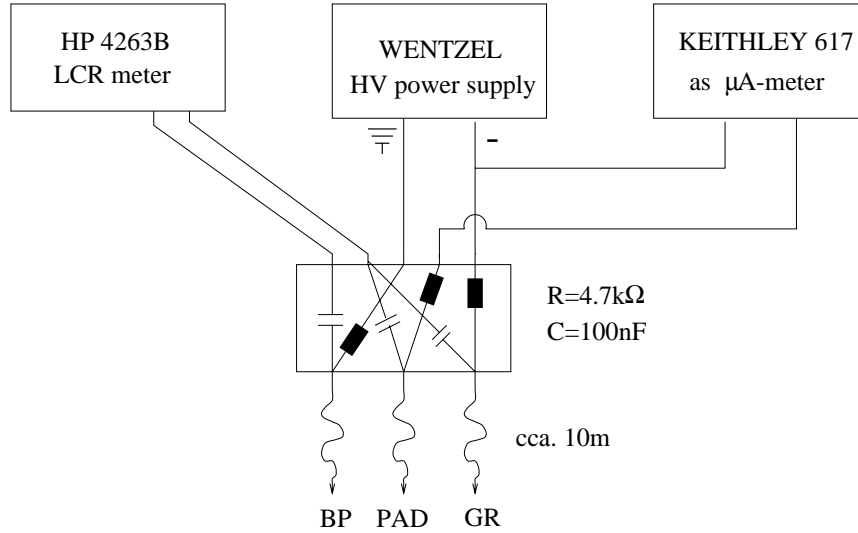 HP 4263B
LCR meter
WENTZEL
HV power supply
KEITHLEY 617
as μA-meter
-
R=4.7kΩ
C=100nF
cca. 10m
BP PAD GR